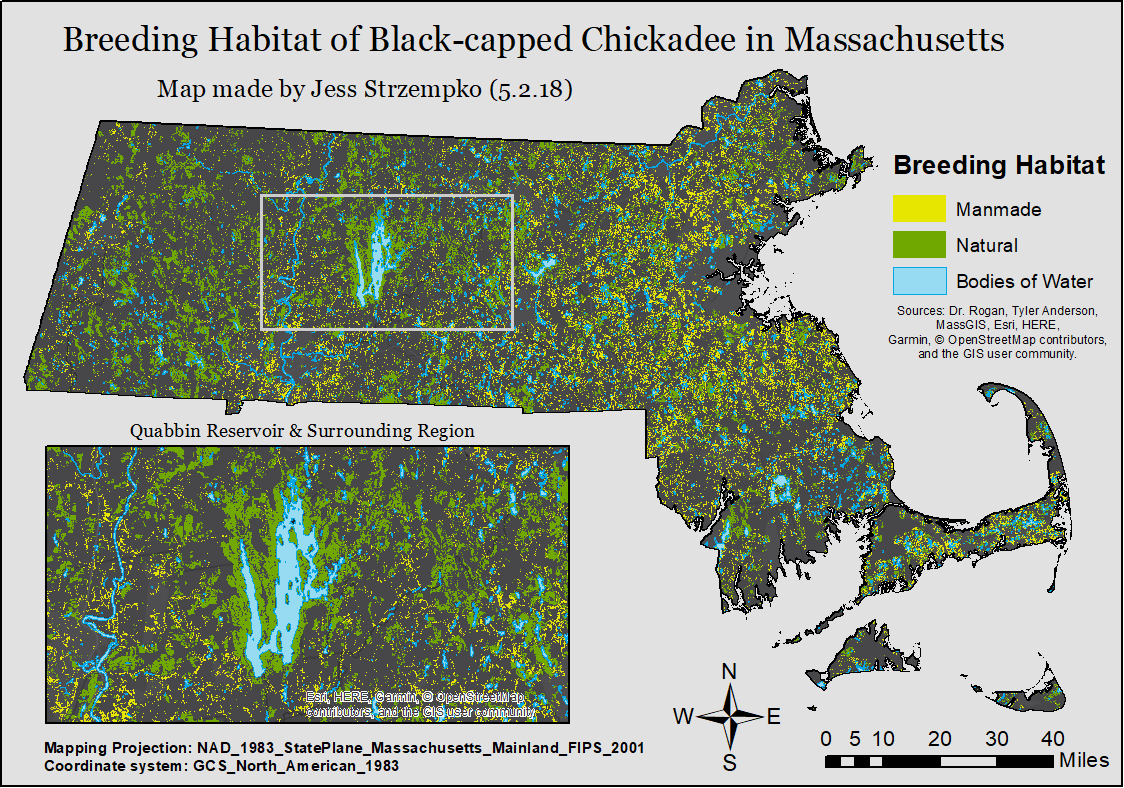 Breeding Habitat of Black-capped Chickadee in Massachusetts
Map made by Jess Strzempko (5.2.18)
Breeding Habitat
Manmade
Natural
Bodies of Water
Sources: Dr. Rogan, Tyler Anderson,
MassGIS, Esri, HERE,
Garmin, © OpenStreetMap contributors,
and the GIS user community.
Quabbin Reservoir & Surrounding Region
Esri, HERE, Garmin, © OpenStreetMap
contributors, and the GIS user community
N
W E
S
0 5 10 20 30 40
Miles
Mapping Projection: NAD_1983_StatePlane_Massachusetts_Mainland_FIPS_2001
Coordinate system: GCS_North_American_1983